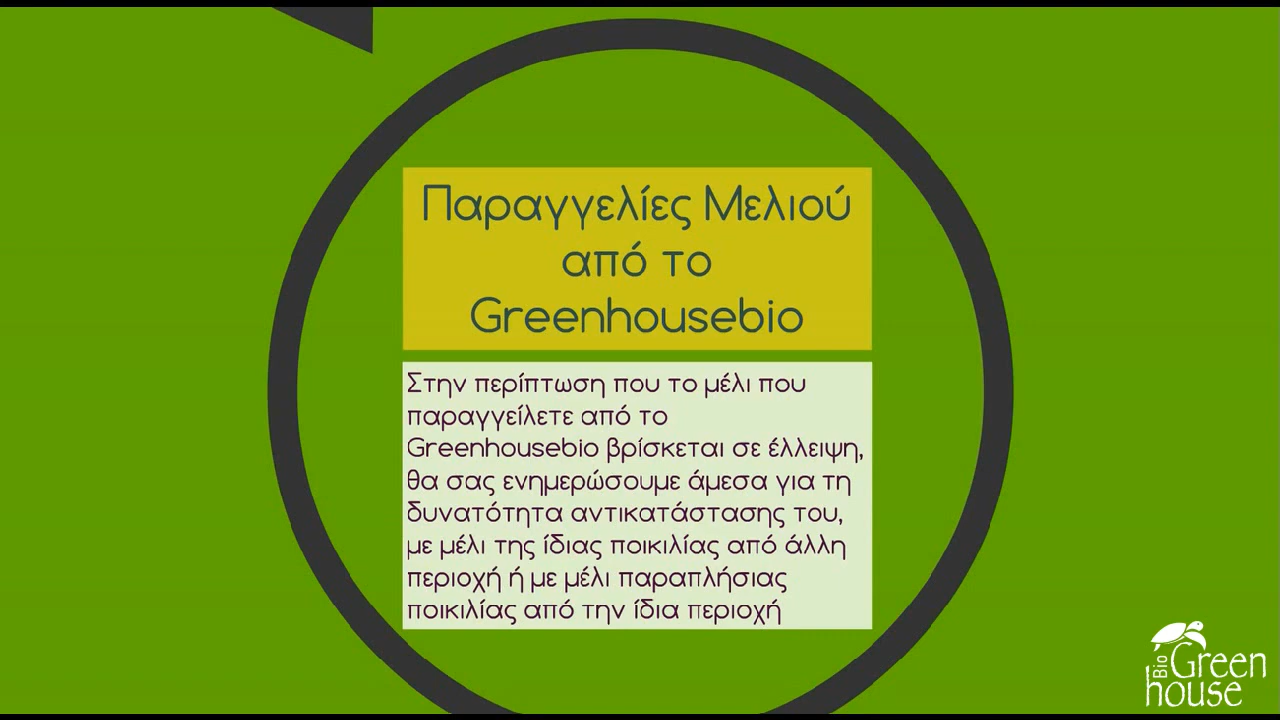 Παραγγελίες Μελιού
από το
Greenhousebio
Στην περίπτωση που το μέλι που
παραγγείλετε από το
Greenhousebio βρίσκεται σε έλλειψη,
θα σας ενημερώσουμε άμεσα για τη
δυνατότητα αντικατάστασης του,
με μέλι της ίδιας ποικιλίας από άλλη
περιοχή ή με μέλι παραπλήσιας
ποικιλίας από την ίδια περιοχή
Bio Green
house